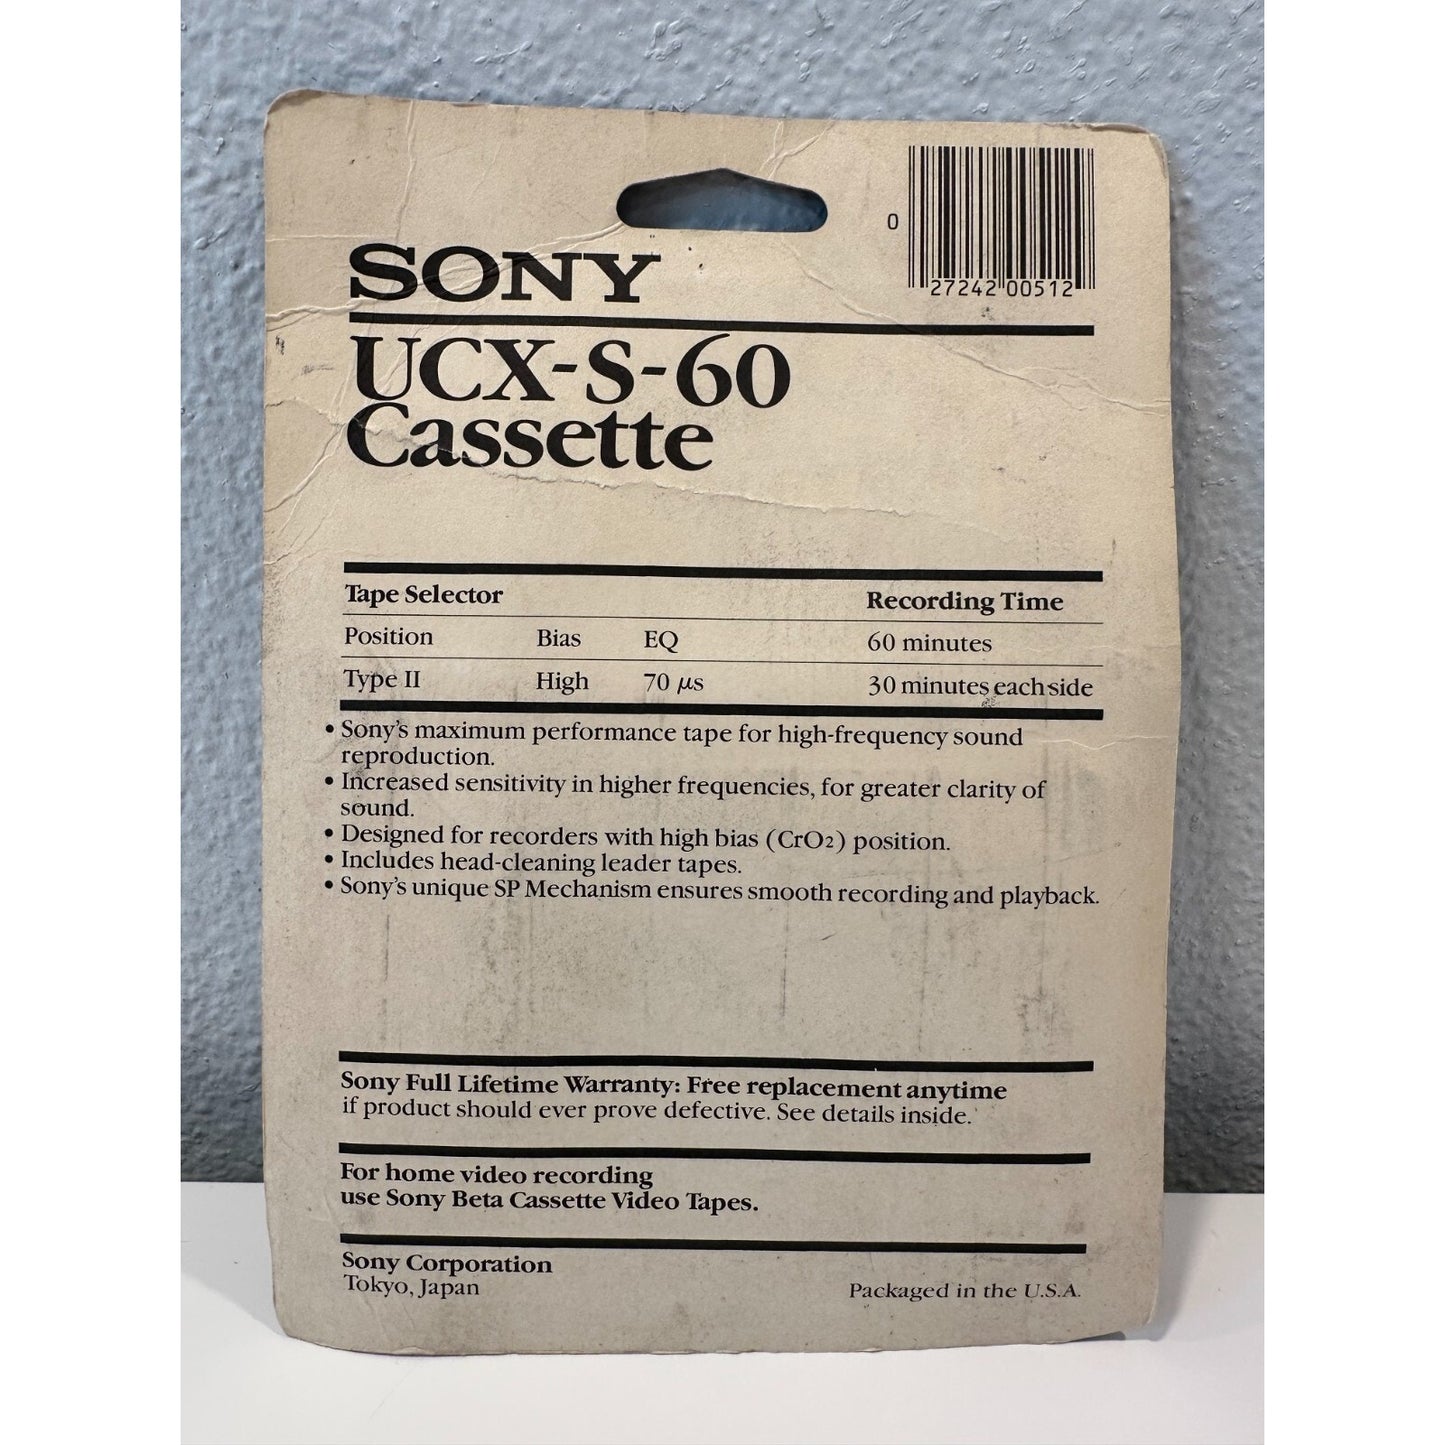 0
27242 00512
SONY
UCX-S-60
Cassette
Tape Selector Recording Time
Position Bias EQ 60 minutes
Type II High 70 µs 30 minutes each side
• Sony's maximum performance tape for high-frequency sound
reproduction.
• Increased sensitivity in higher frequencies, for greater clarity of
sound.
• Designed for recorders with high bias (CrO2) position.
• Includes head-cleaning leader tapes.
• Sony's unique SP Mechanism ensures smooth recording and playback.
Sony Full Lifetime Warranty: Free replacement anytime
if product should ever prove defective. See details inside.
For home video recording
use Sony Beta Cassette Video Tapes.
Sony Corporation
Tokyo, Japan Packaged in the U.S.A.